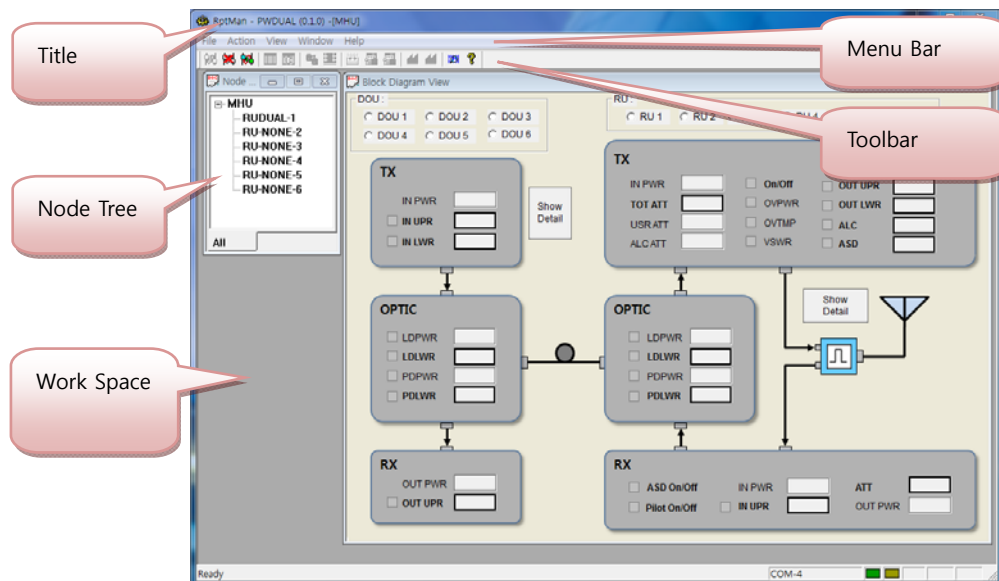 RptMan - PWDUAL (0.1.0) -[MHU]
File Action View Window Help
Title
Menu Bar
Toolbar
Node Tree
Work Space
Node ...
MHU
RUDUAL-1
RU-NONE-2
RU-NONE-3
RU-NONE-4
RU-NONE-5
RU-NONE-6
All
Block Diagram View
DOU :
DOU 1 DOU 2 DOU 3
DOU 4 DOU 5 DOU 6
RU :
RU 1 RU 2
TX
IN PWR
IN UPR
IN LWR
Show
Detail
OPTIC
LDPWR
LDLWR
PDPWR
PDLWR
RX
OUT PWR
OUT UPR
TX
IN PWR On/Off OUT UPR
TOT ATT OVPWR OUT LWR
USR ATT OVTMP ALC
ALC ATT VSWR ASD
OPTIC
LDPWR
LDLWR
PDPWR
PDLWR
Show
Detail
RX
ASD On/Off IN PWR ATT
Pilot On/Off IN UPR OUT PWR
Ready
COM-4